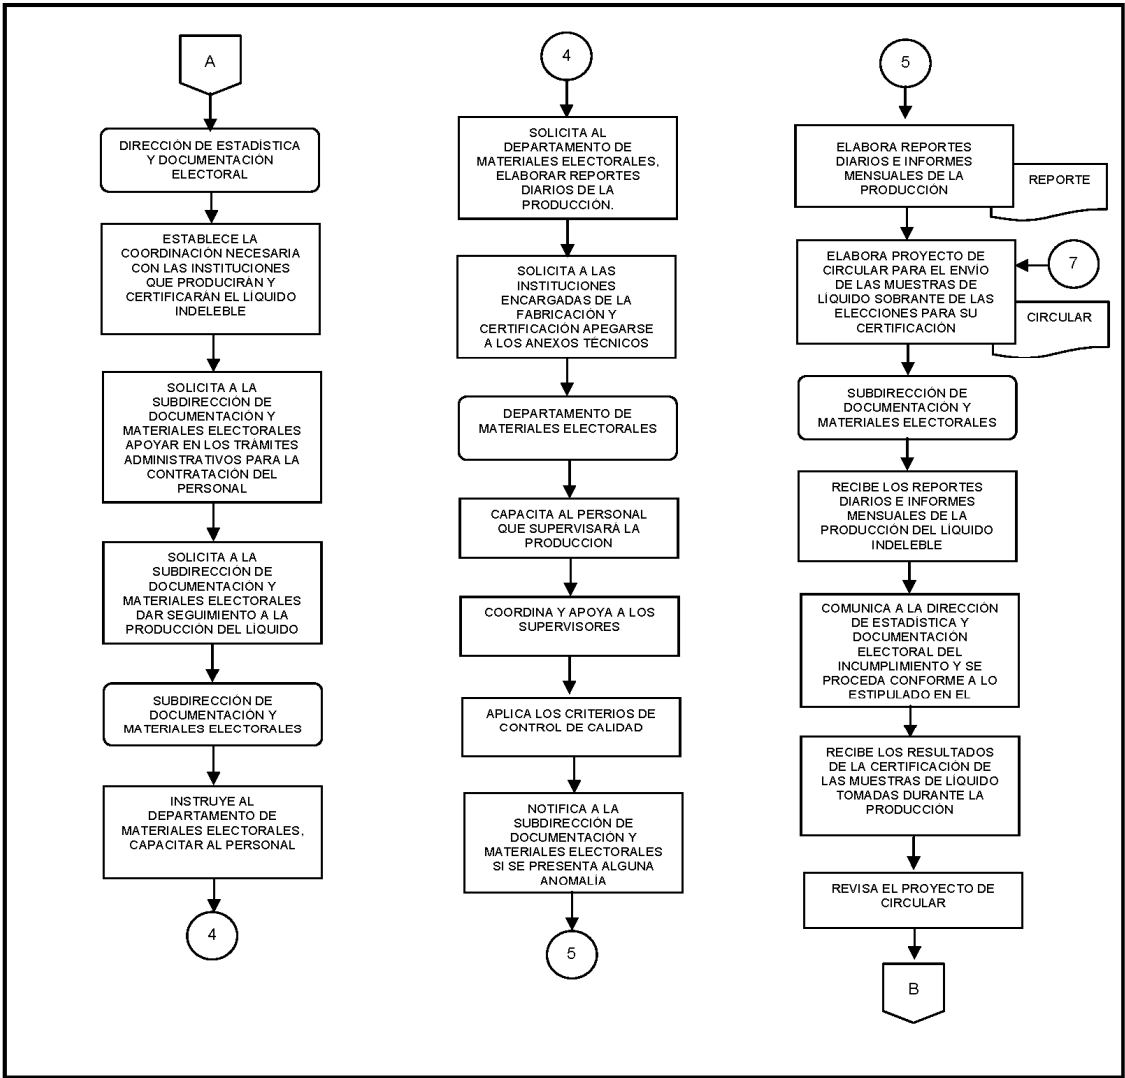 A
DIRECCIÓN DE ESTADÍSTICA
Y DOCUMENTACIÓN
ELECTORAL
ESTABLECE LA
COORDINACIÓN NECESARIA
CON LAS INSTITUCIONES
QUE PRODUCIRÁN Y
CERTIFICARÁN EL LÍQUIDO
INDELEBLE
SOLICITA A LA
SUBDIRECCIÓN DE
DOCUMENTACIÓN Y
MATERIALES ELECTORALES
APOYAR EN LOS TRÁMITES
ADMINISTRATIVOS PARA LA
CONTRATACIÓN DEL
PERSONAL
SOLICITA A LA
SUBDIRECCIÓN DE
DOCUMENTACIÓN Y
MATERIALES ELECTORALES
DAR SEGUIMIENTO A LA
PRODUCCIÓN DEL LÍQUIDO
SUBDIRECCIÓN DE
DOCUMENTACIÓN Y
MATERIALES ELECTORALES
INSTRUYE AL
DEPARTAMENTO DE
MATERIALES ELECTORALES,
CAPACITAR AL PERSONAL
4
4
SOLICITA AL
DEPARTAMENTO DE
MATERIALES ELECTORALES,
ELABORAR REPORTES
DIARIOS DE LA
PRODUCCIÓN.
SOLICITA A LAS
INSTITUCIONES
ENCARGADAS DE LA
FABRICACIÓN Y
CERTIFICACIÓN APEGARSE
A LOS ANEXOS TÉCNICOS
DEPARTAMENTO DE
MATERIALES ELECTORALES
CAPACITA AL PERSONAL
QUE SUPERVISARÁ LA
PRODUCCION
COORDINA Y APOYA A LOS
SUPERVISORES
APLICA LOS CRITERIOS DE
CONTROL DE CALIDAD
NOTIFICA A LA
SUBDIRECCIÓN DE
DOCUMENTACIÓN Y
MATERIALES ELECTORALES
SI SE PRESENTA ALGUNA
ANOMALÍA
5
5
ELABORA REPORTES
DIARIOS E INFORMES
MENSUALES DE LA
PRODUCCIÓN
REPORTE
ELABORA PROYECTO DE
CIRCULAR PARA EL ENVÍO
DE LAS MUESTRAS DE
LÍQUIDO SOBRANTE DE LAS
ELECCIONES PARA SU
CERTIFICACIÓN
7
CIRCULAR
SUBDIRECCIÓN DE
DOCUMENTACIÓN Y
MATERIALES ELECTORALES
RECIBE LOS REPORTES
DIARIOS E INFORMES
MENSUALES DE LA
PRODUCCIÓN DEL LÍQUIDO
INDELEBLE
COMUNICA A LA DIRECCIÓN
DE ESTADÍSTICA Y
DOCUMENTACIÓN
ELECTORAL DEL
INCUMPLIMIENTO Y SE
PROCEDA CONFORME A LO
ESTIPULADO EN EL
RECIBE LOS RESULTADOS
DE LA CERTIFICACIÓN DE
LAS MUESTRAS DE LÍQUIDO
TOMADAS DURANTE LA
PRODUCCIÓN
REVISA EL PROYECTO DE
CIRCULAR
B